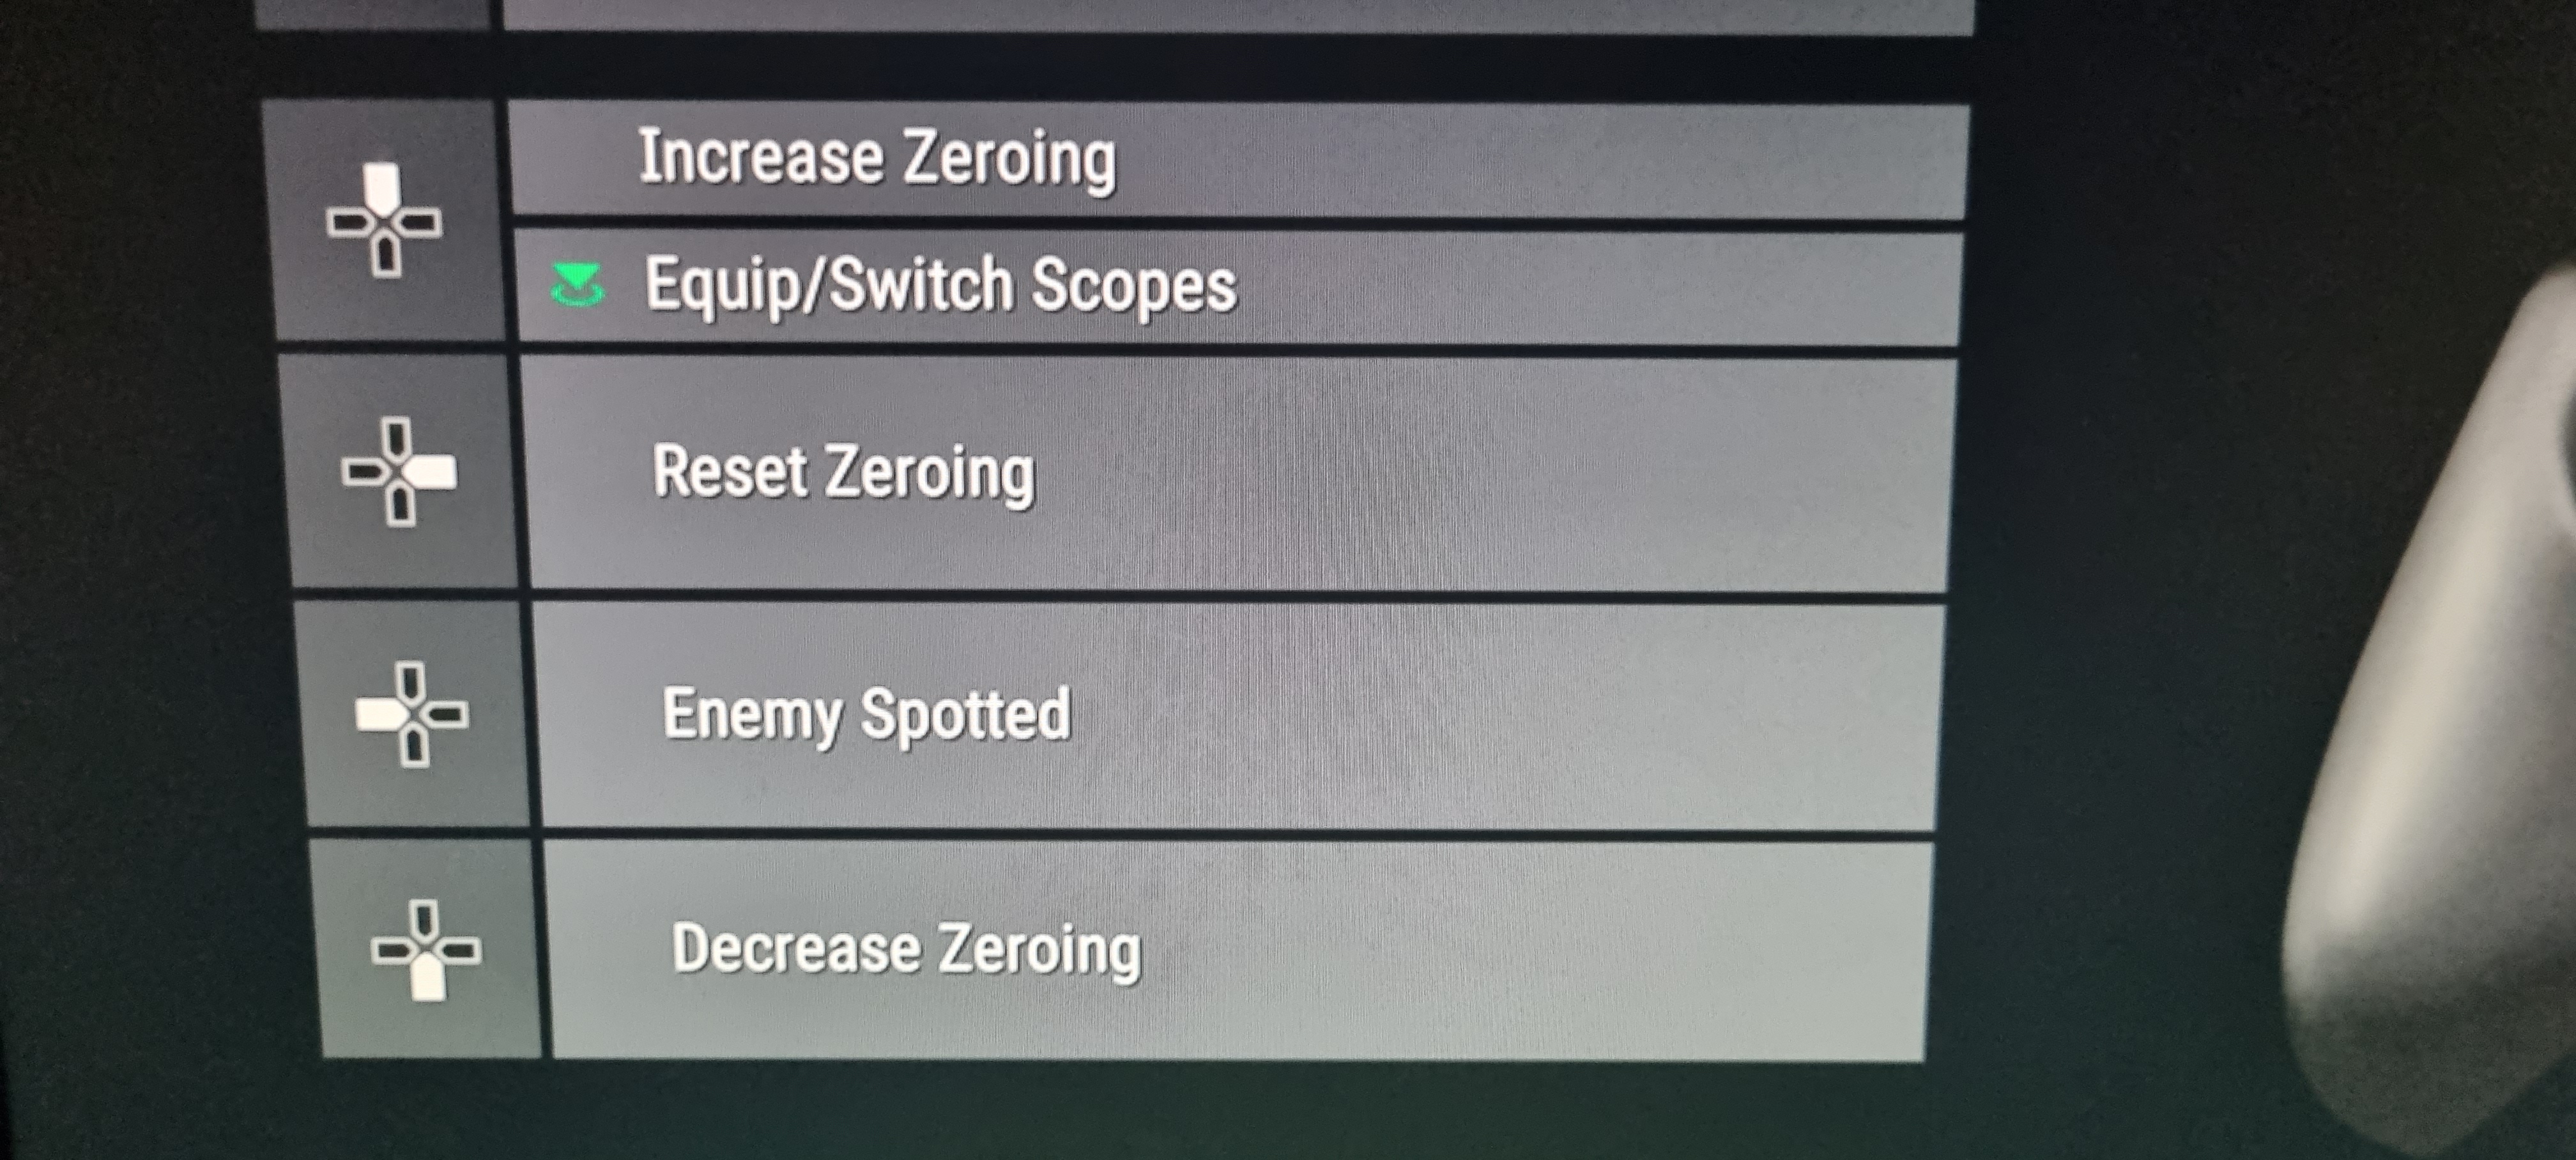 Increase Zeroing
Equip/Switch Scopes
Reset Zeroing
Enemy Spotted
Decrease Zeroing